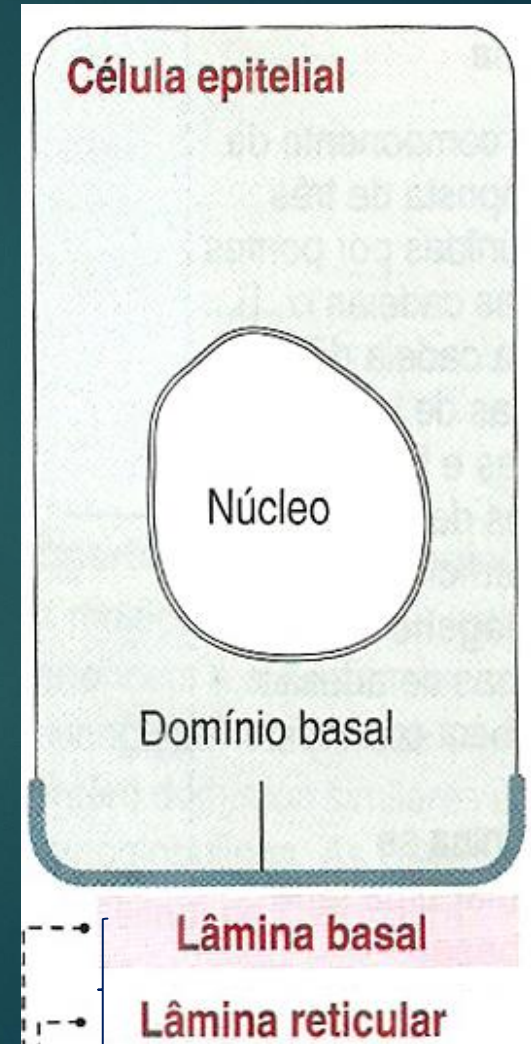 Célula epitelial
Núcleo
Domínio basal
Lâmina basal
Lâmina reticular